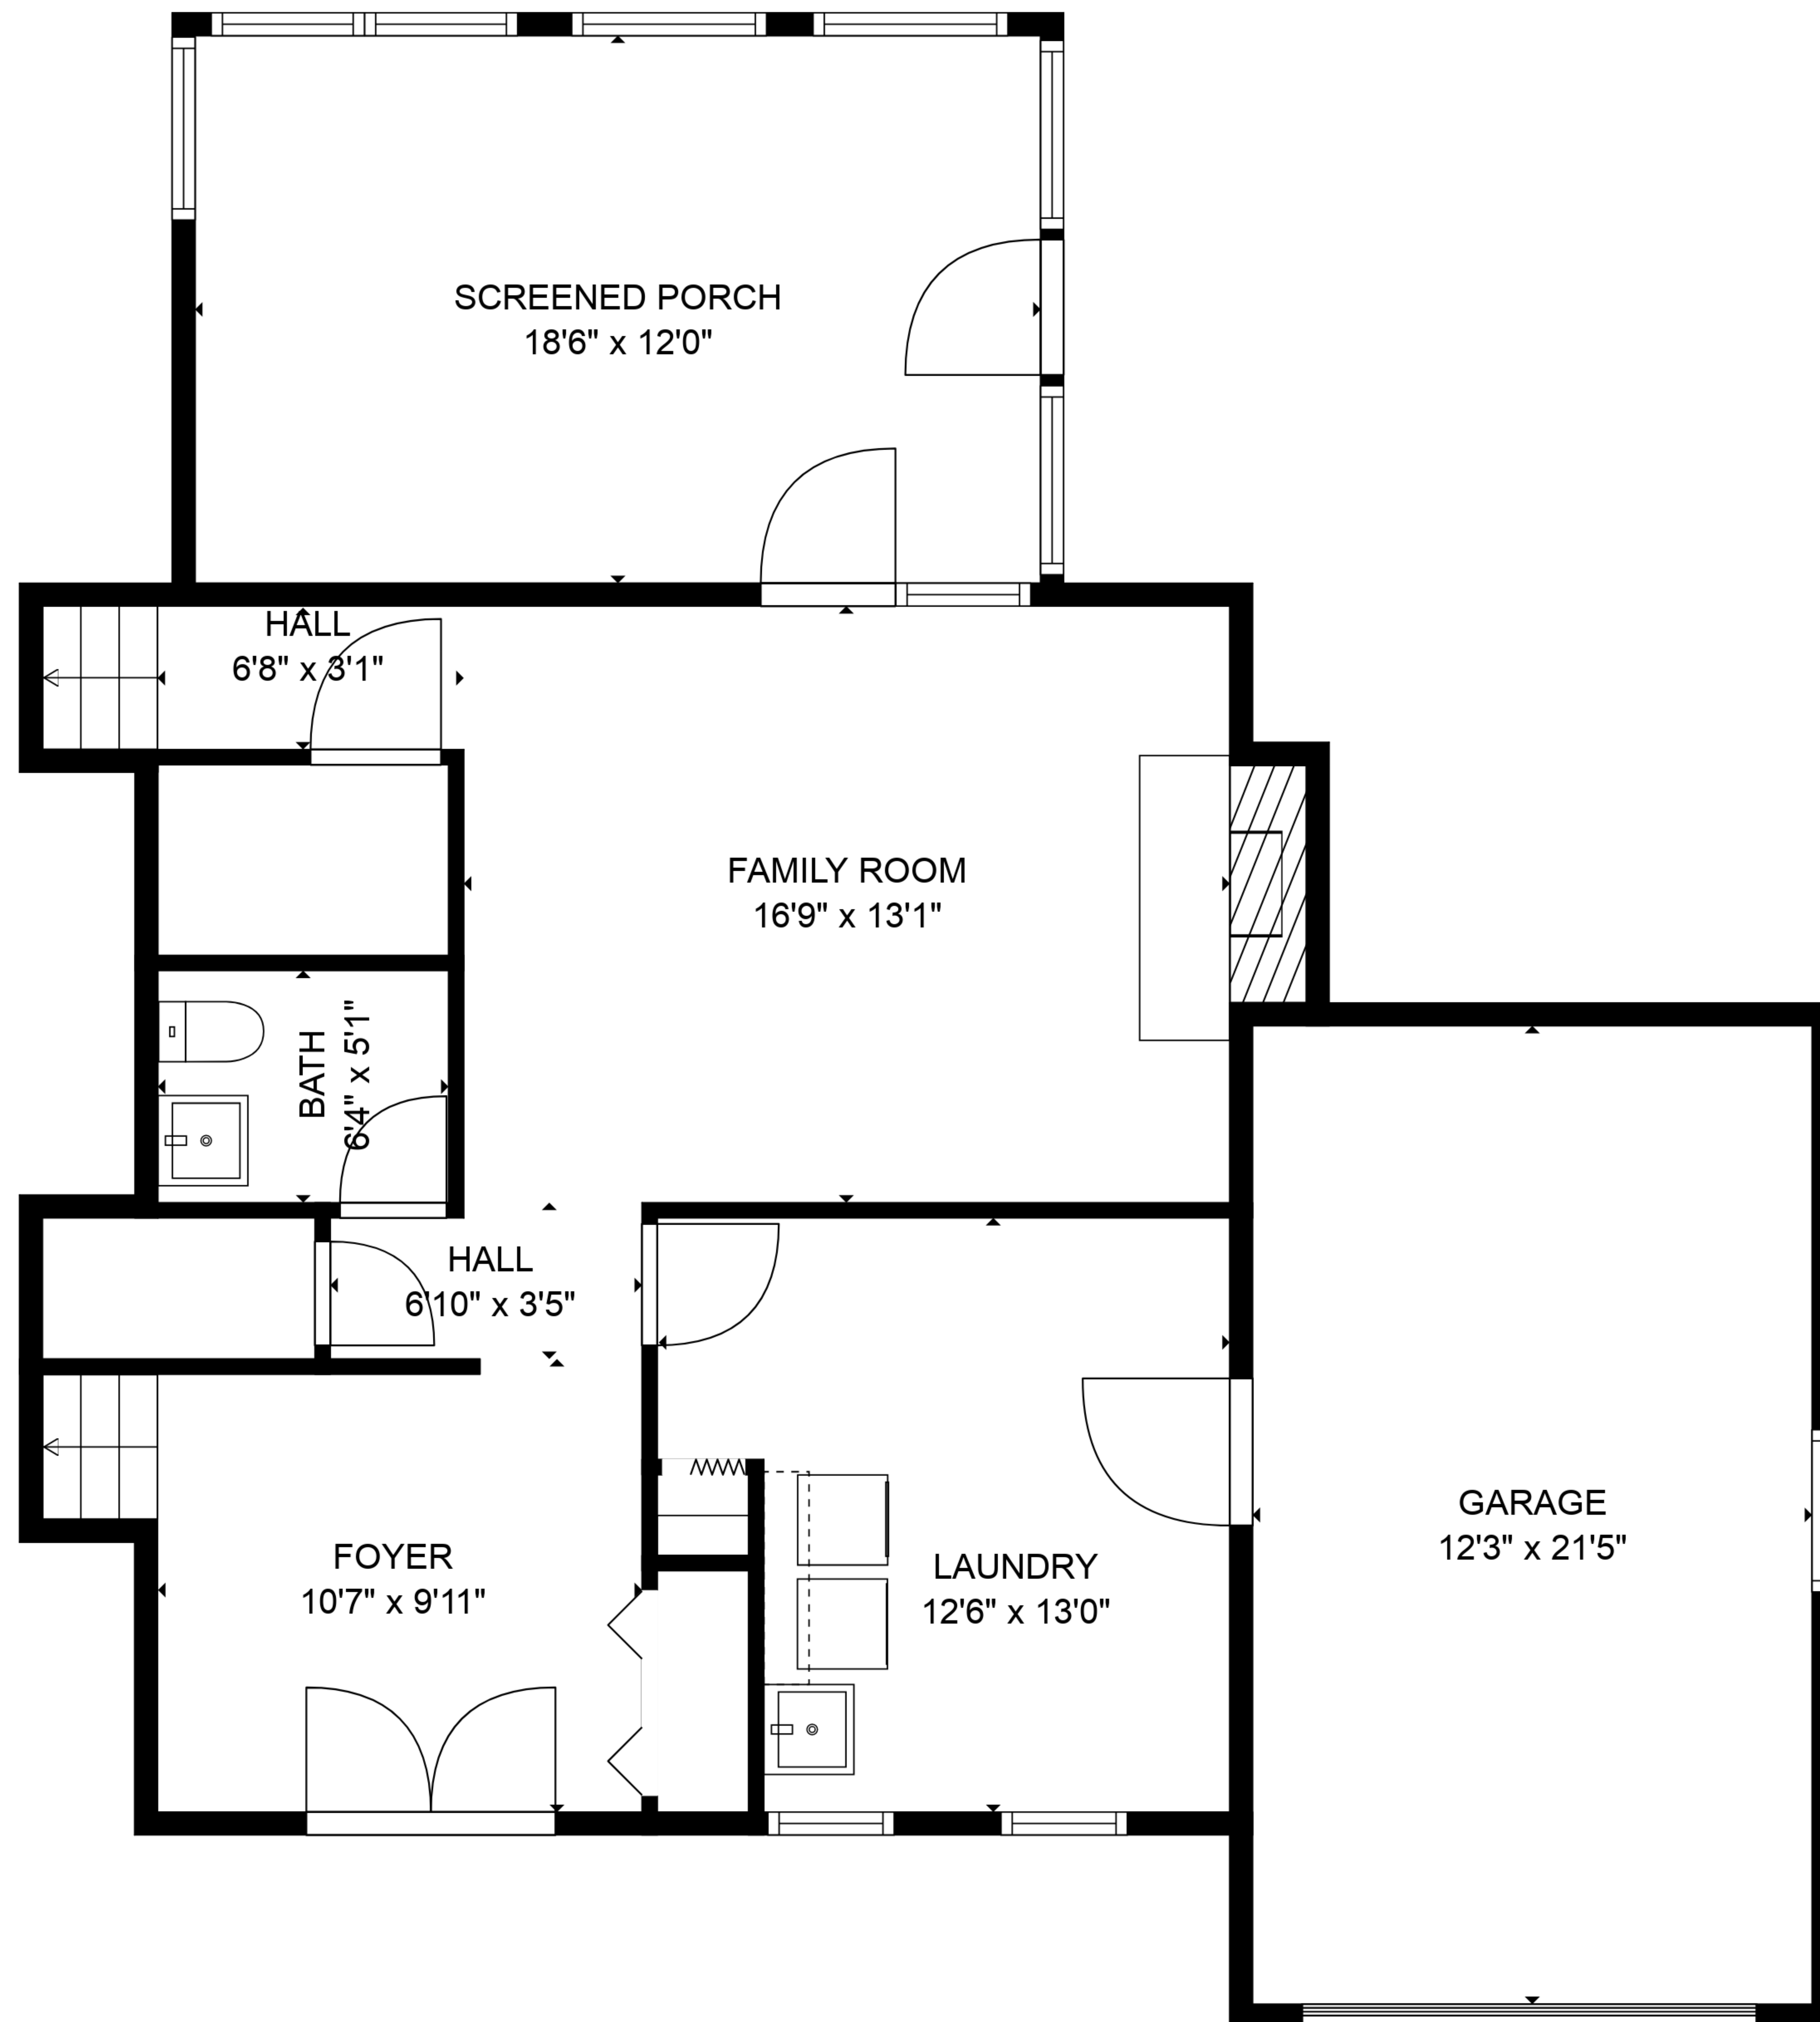 SCREENED PORCH
18'6" x 12'0"
HALL
6'8" x 3'1"
FAMILY ROOM
16'9" x 13'1"
BATH
6'4" x 5'1"
HALL
6'10" x 3'5"
FOYER
10'7" x 9'11"
LAUNDRY
12'6" x 13'0"
GARAGE
12'3" x 21'5"